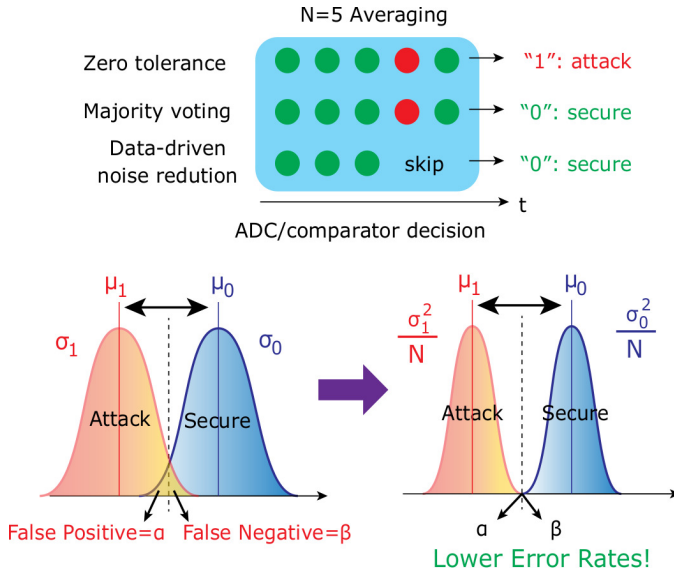 N=5 Averaging
Zero tolerance
"1": attack
Majority voting
"0": secure
Data-driven
noise redution
skip
"0": secure
t
ADC/comparator decision
μ1
μ0
σ1
σ0
Attack
Secure
False Positive=α
False Negative=β
μ1
μ0
σ1²
N
σ0²
N
Attack
Secure
α
β
Lower Error Rates!